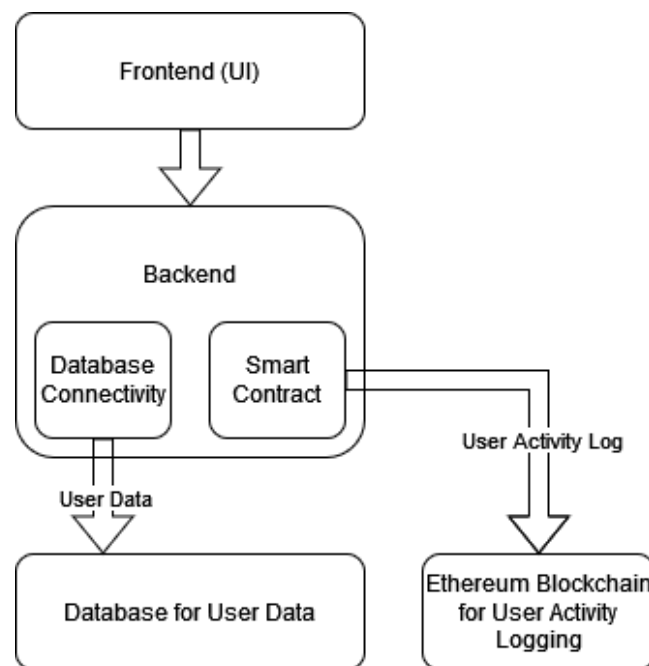 Frontend (UI)
Backend
Database
Connectivity
Smart
Contract
User Activity Log
User Data
Database for User Data
Ethereum Blockchain
for User Activity
Logging